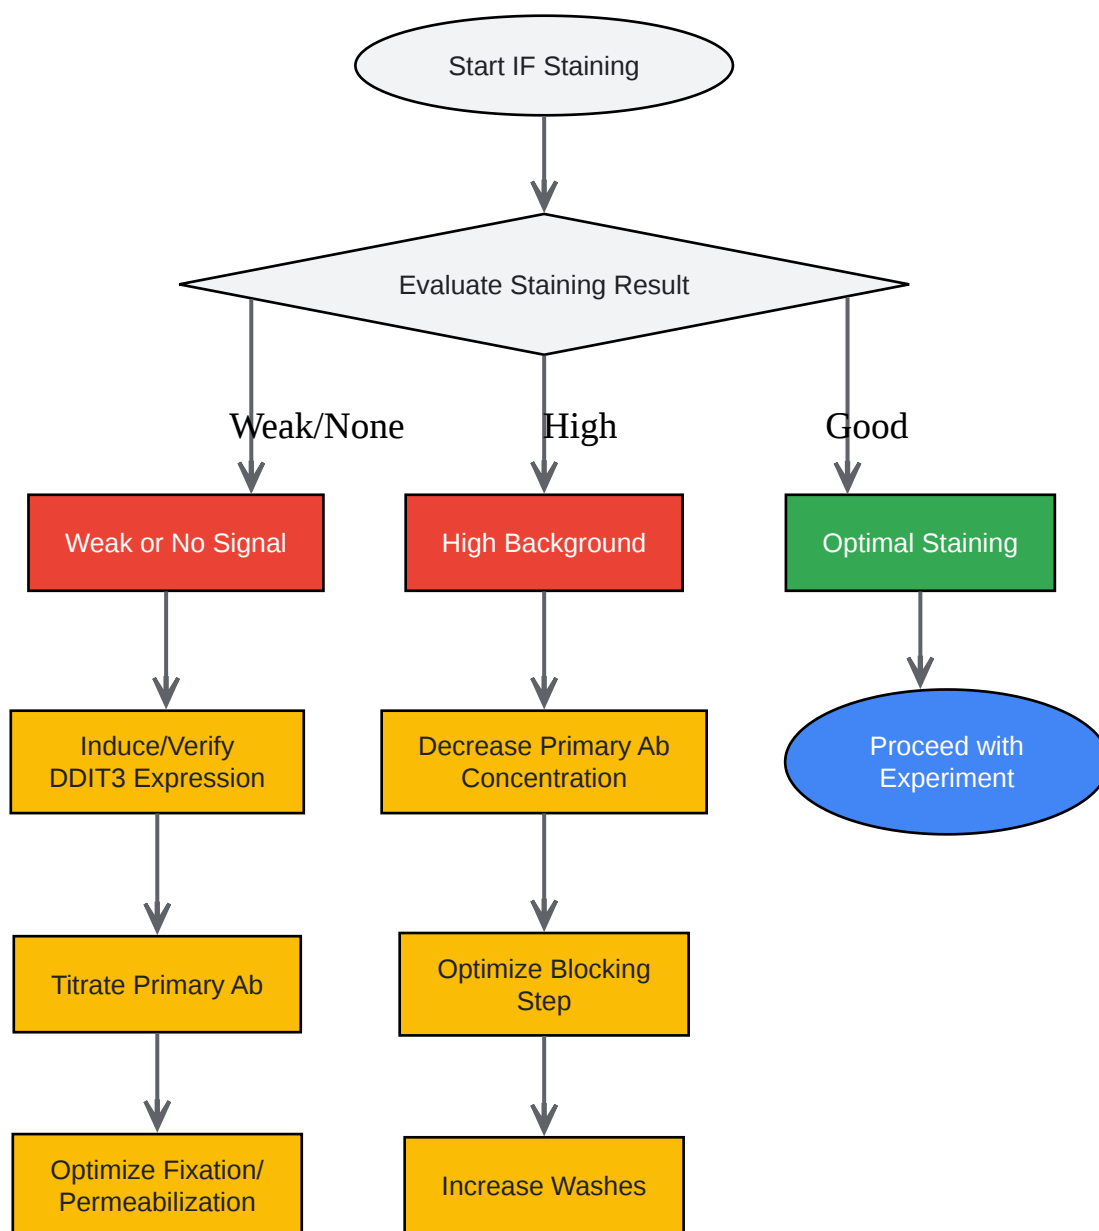 Start IF Staining
Evaluate Staining Result
Weak/None
High
Good
Weak or No Signal
High Background
Optimal Staining
Induce/Verify
DDIT3 Expression
Decrease Primary Ab
Concentration
Proceed with
Experiment
Titrate Primary Ab
Optimize Blocking
Step
Optimize Fixation/
Permeabilization
Increase Washes